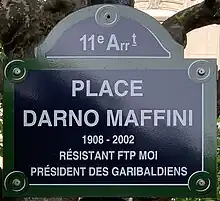 11e Arrt
PLACE
DARNO MAFFINI
1908 - 2002
RÉSISTANT FTP MOI
PRÉSIDENT DES GARIBALDIENS